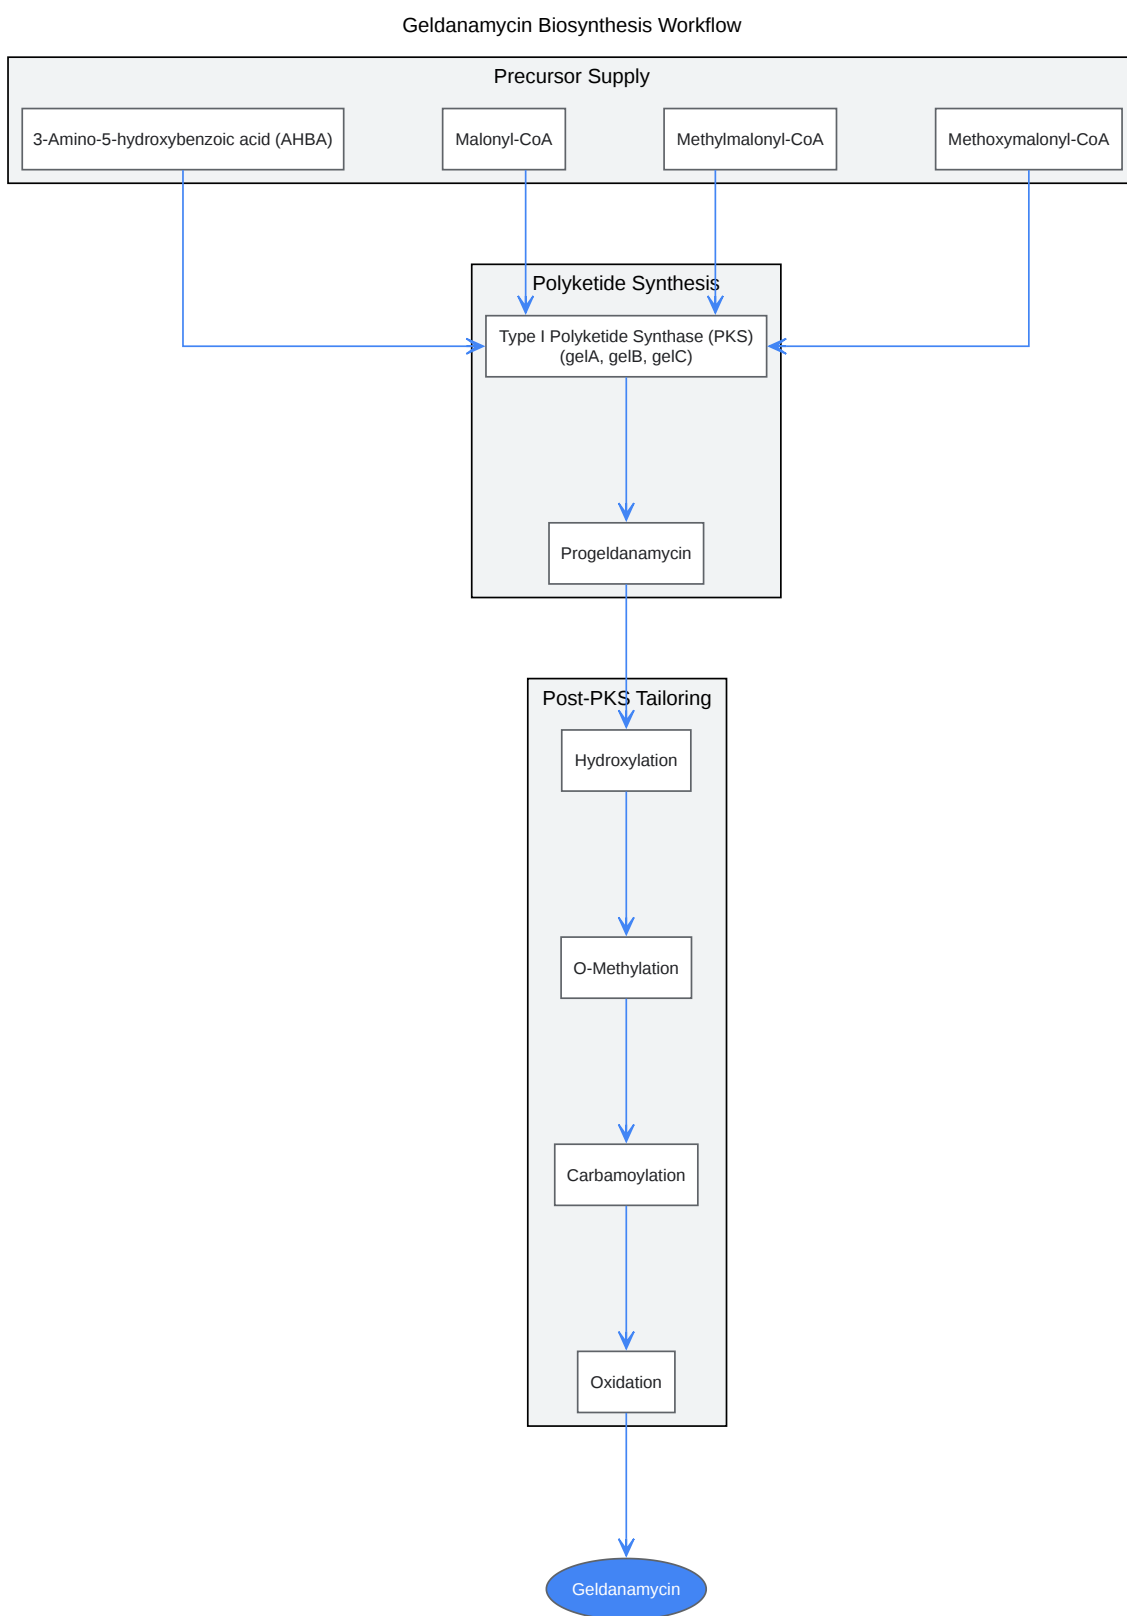 Geldanamycin Biosynthesis Workflow
Precursor Supply
3-Amino-5-hydroxybenzoic acid (AHBA)
Malonyl-CoA
Methylmalonyl-CoA
Methoxymalonyl-CoA
Polyketide Synthesis
Type I Polyketide Synthase (PKS)
(gelA, gelB, gelC)
Progeldanamycin
Post-PKS Tailoring
Hydroxylation
O-Methylation
Carbamoylation
Oxidation
Geldanamycin